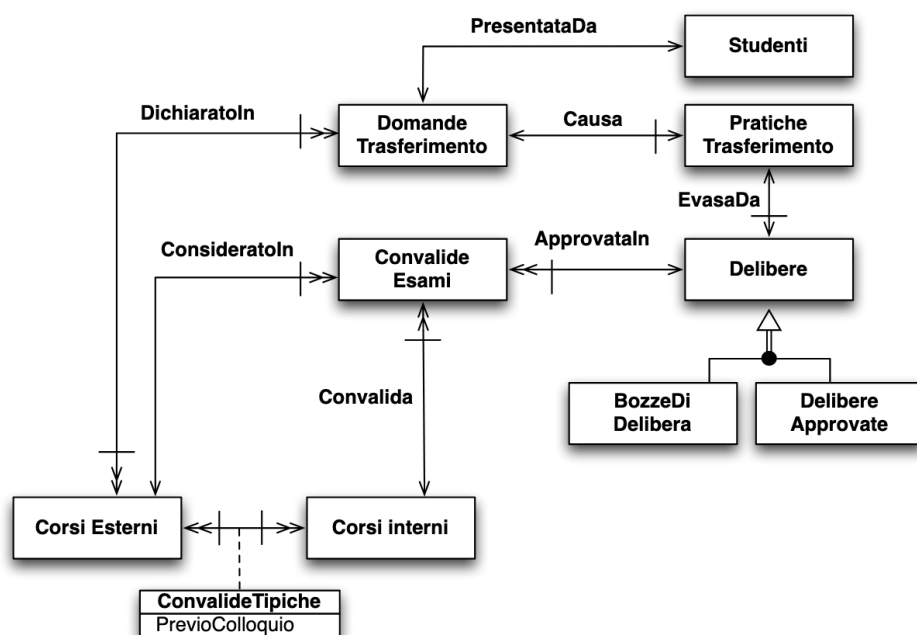 PresentataDa
Studenti
DichiaratoIn
Domande
Trasferimento
Causa
Pratiche
Trasferimento
EvasaDa
ConsideratoIn
Convalide
Esami
ApprovataIn
Delibere
Convalida
BozzeDi
Delibera
Delibere
Approvate
Corsi Esterni
Corsi interni
ConvalideTipiche
PrevioColloquio